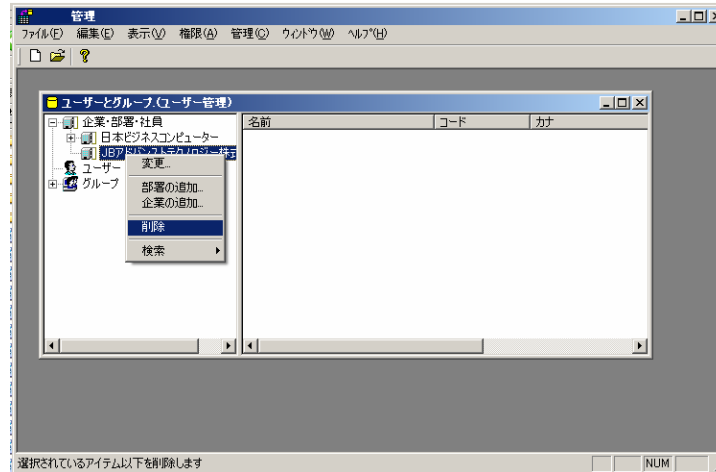 管理
ファイル(F) 編集(E) 表示(V) 権限(A) 管理(C) ウィンドウ(W) ヘルプ(H)
ユーザーとグループ.(ユーザー管理)
企業・部署・社員
日本ビジネスコンピューター
JBアドバンストテクノロジー株式
ユーザー
グループ
名前 コード カナ
変更...
部署の追加...
企業の追加...
削除
検索
選択されているアイテム以下を削除します
NUM